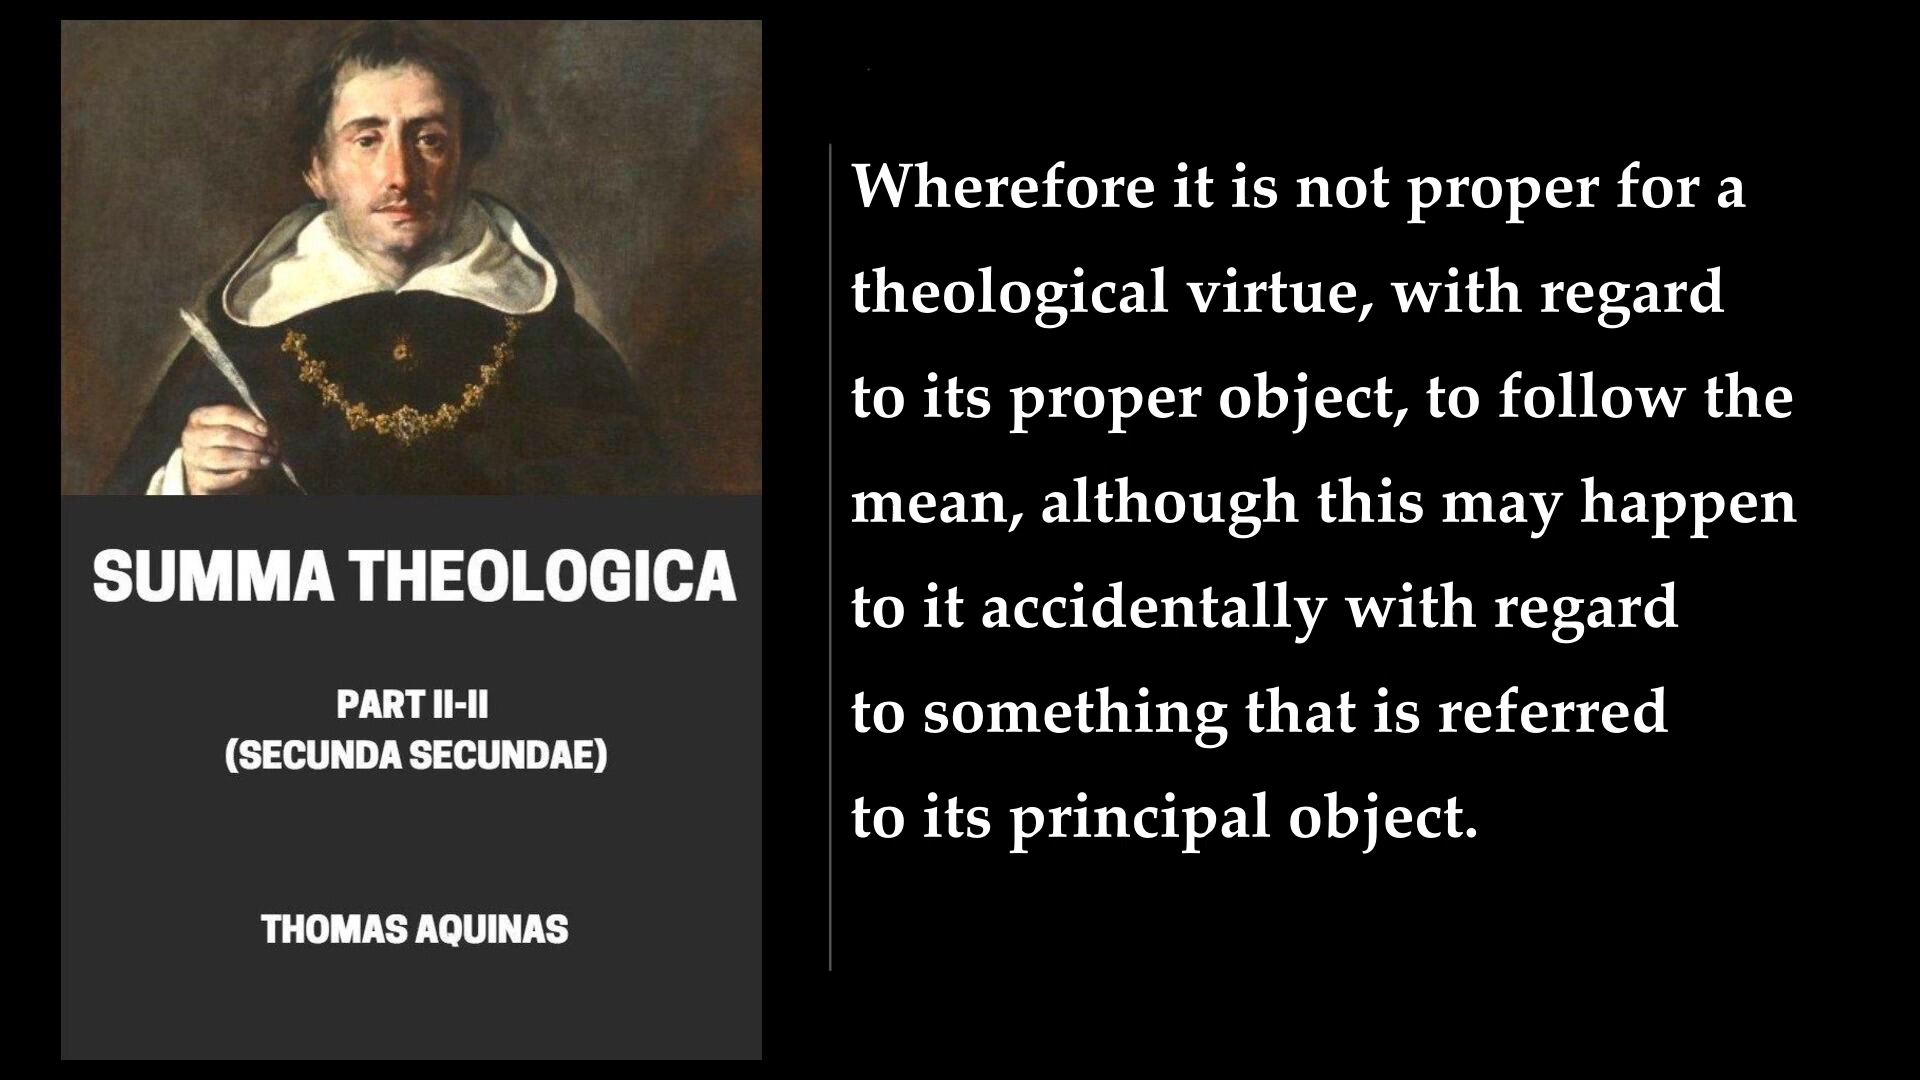 SUMMA THEOLOGICA
PART II-II
(SECUNDA SECUNDAE)
THOMAS AQUINAS
Wherefore it is not proper for a
theological virtue, with regard
to its proper object, to follow the
mean, although this may happen
to it accidentally with regard
to something that is referred
to its principal object.